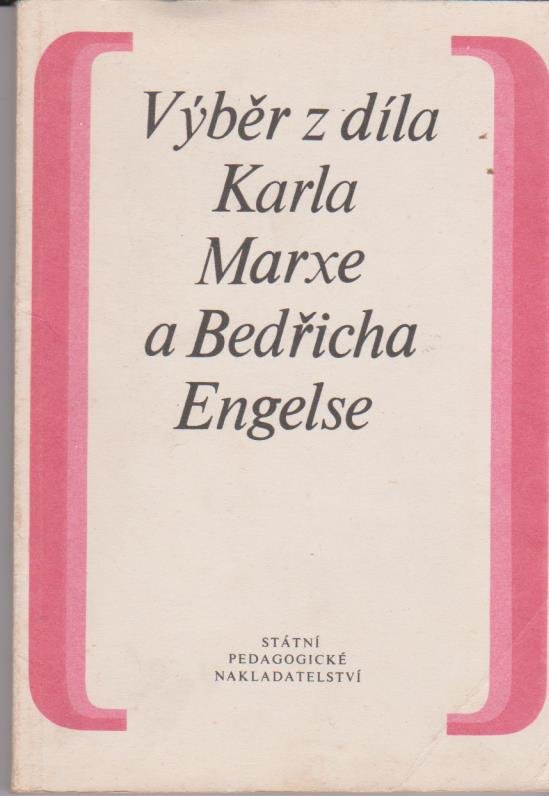 Výběr z díla
Karla
Marxe
a Bedřicha
Engelse
STÁTNÍ
PEDAGOGICKÉ
NAKLADATELSTVÍ